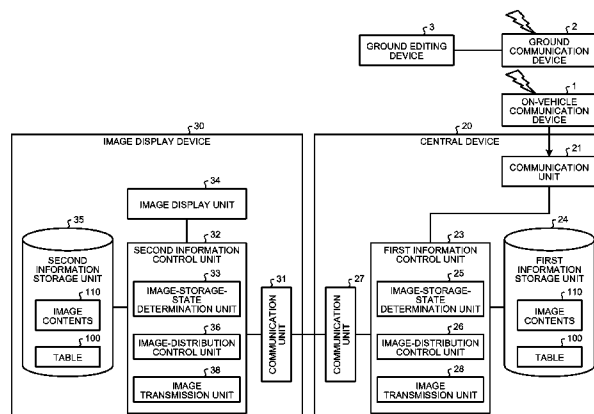 3
GROUND EDITING
DEVICE
2
GROUND
COMMUNICATION
DEVICE
1
ON-VEHICLE
COMMUNICATION
DEVICE
30
IMAGE DISPLAY DEVICE
20
CENTRAL DEVICE
21
COMMUNICATION
UNIT
34
IMAGE DISPLAY UNIT
35
SECOND
INFORMATION
STORAGE UNIT
110
IMAGE
CONTENTS
100
TABLE
32
SECOND INFORMATION
CONTROL UNIT
33
IMAGE-STORAGE-
STATE
DETERMINATION UNIT
36
IMAGE-DISTRIBUTION
CONTROL UNIT
38
IMAGE
TRANSMISSION UNIT
31
COMMUNICATION
UNIT
27
COMMUNICATION
UNIT
23
FIRST INFORMATION
CONTROL UNIT
25
IMAGE-STORAGE-
STATE
DETERMINATION UNIT
26
IMAGE-DISTRIBUTION
CONTROL UNIT
28
IMAGE
TRANSMISSION UNIT
24
FIRST
INFORMATION
STORAGE UNIT
110
IMAGE
CONTENTS
100
TABLE